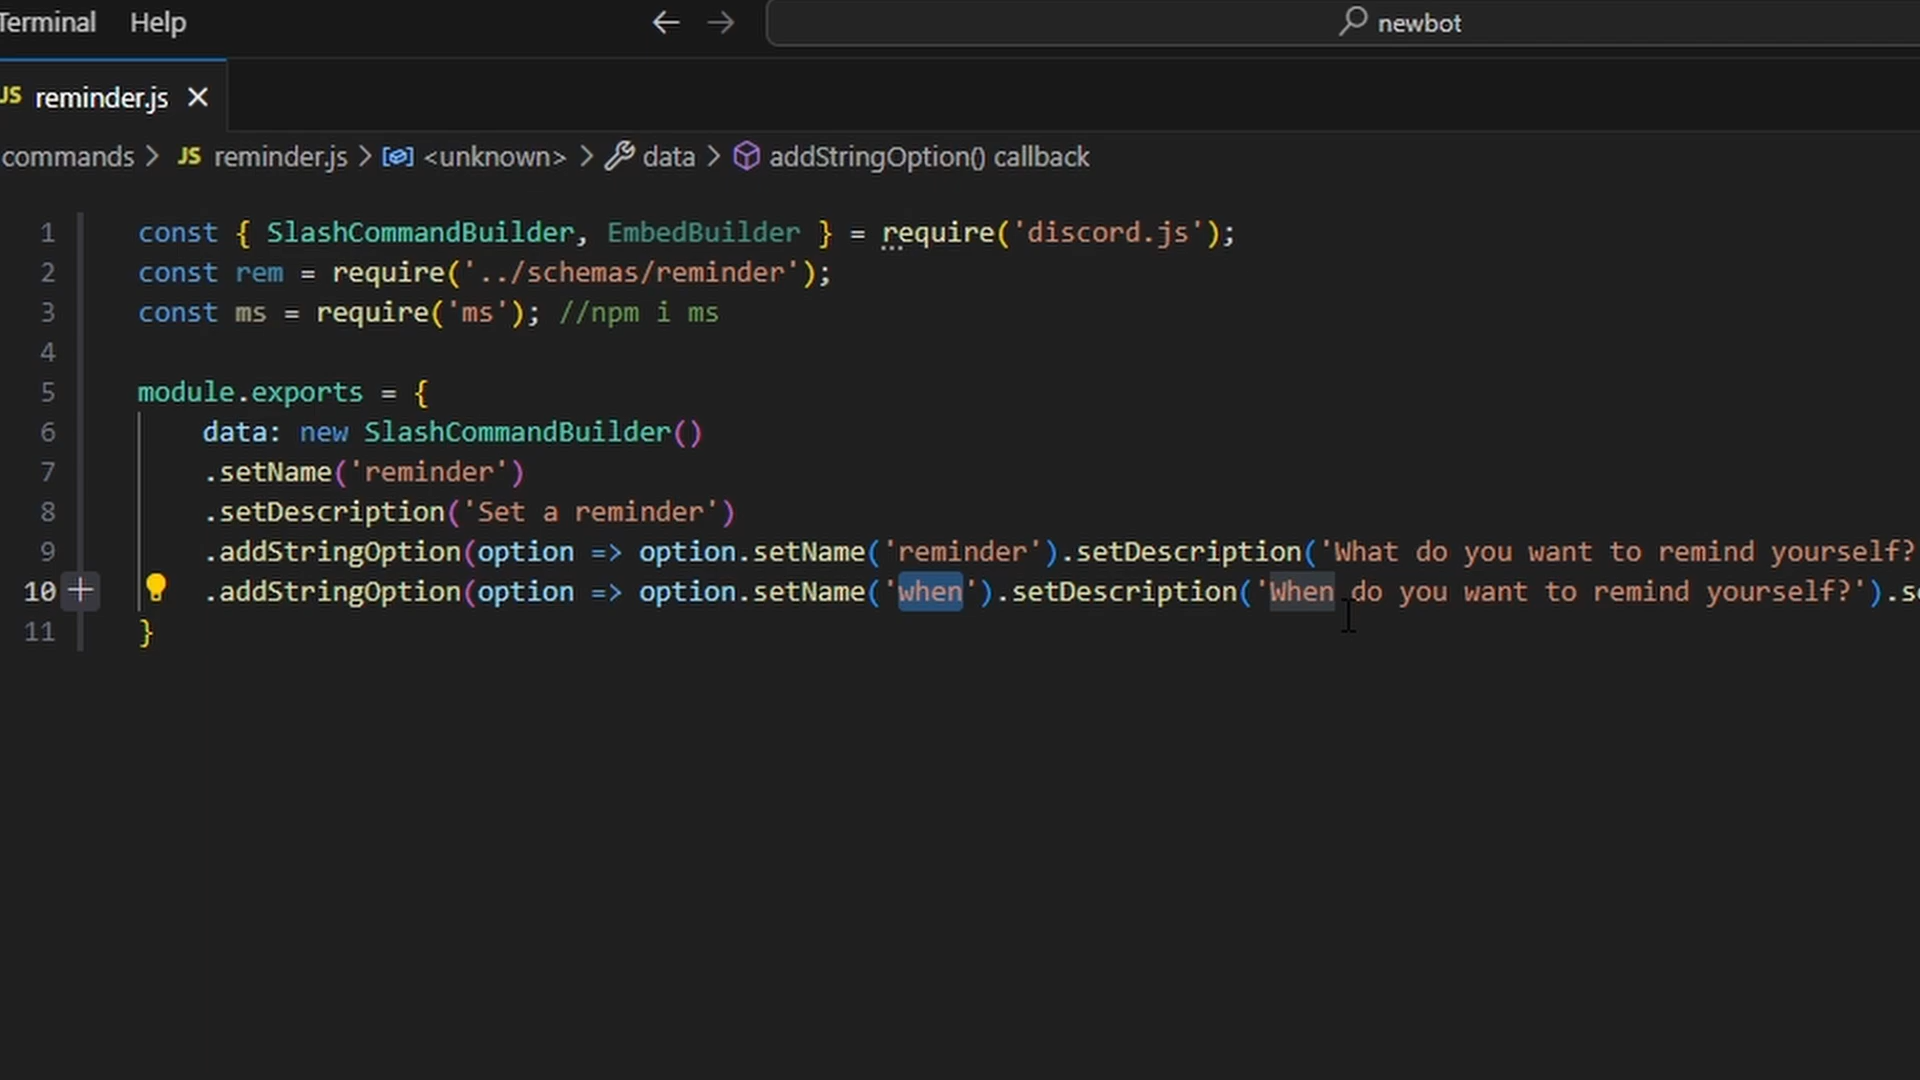 Terminal Help newbot
JS reminder.js
commands > JS reminder.js > <unknown> > data > addStringOption() callback
1 const { SlashCommandBuilder, EmbedBuilder } = require('discord.js');
2 const rem = require('../schemas/reminder');
3 const ms = require('ms'); //npm i ms
4
5 module.exports = {
6 data: new SlashCommandBuilder()
7 .setName('reminder')
8 .setDescription('Set a reminder')
9 .addStringOption(option => option.setName('reminder').setDescription('What do you want to remind yourself?
10 .addStringOption(option => option.setName('when').setDescription('When do you want to remind yourself?').s
11 }